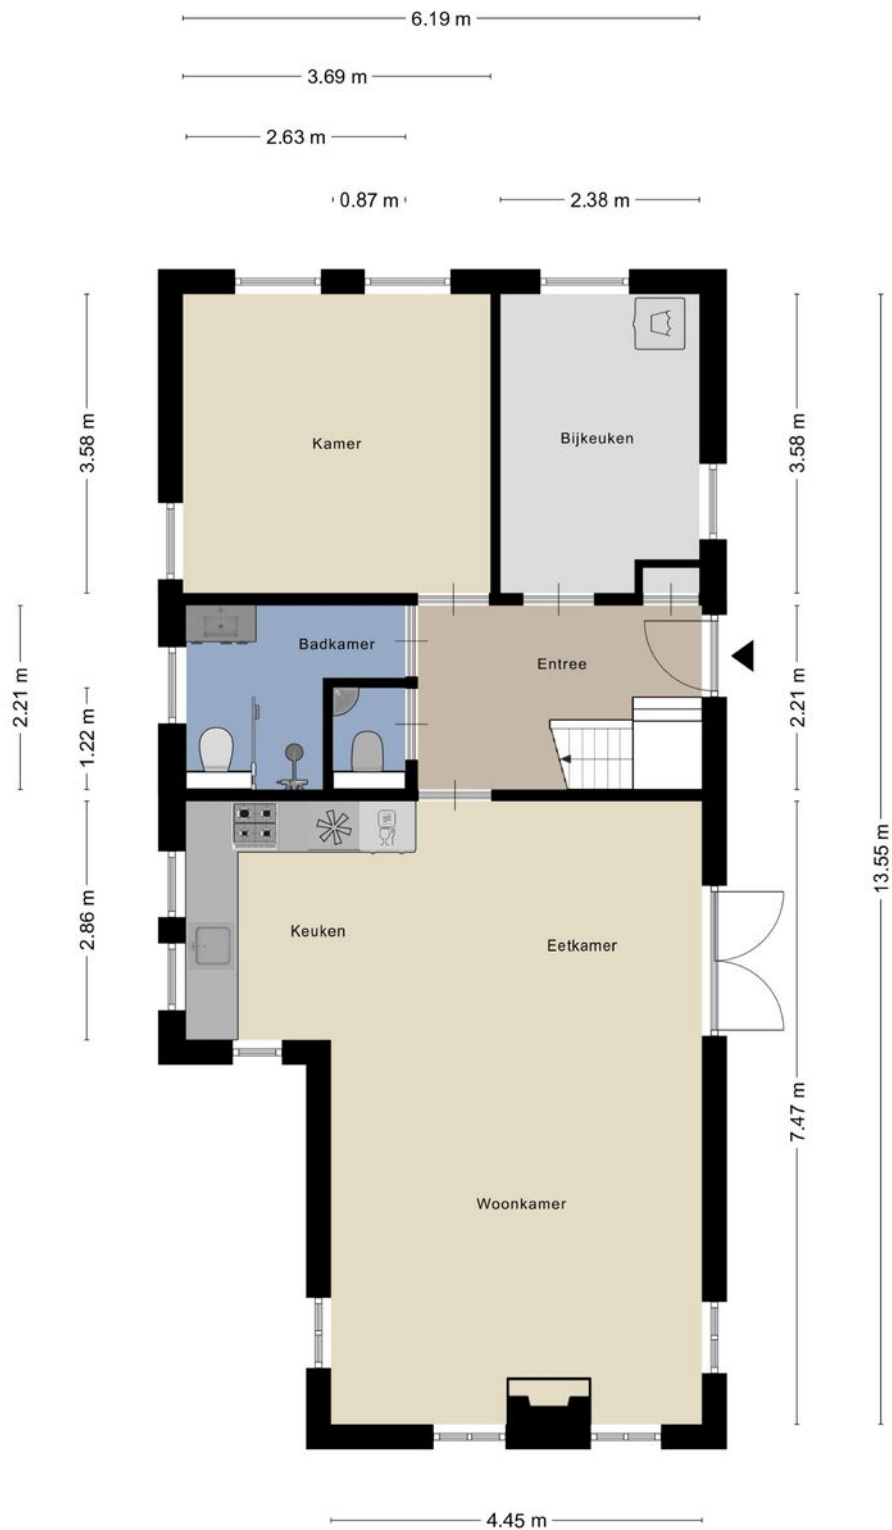 6.19 m
3.69 m
2.63 m
0.87 m
2.38 m
3.58 m
3.58 m
Kamer
Bijkeuken
Badkamer
Entree
2.21 m
1.22 m
2.21 m
13.55 m
2.86 m
Keuken
Eetkamer
7.47 m
Woonkamer
4.45 m